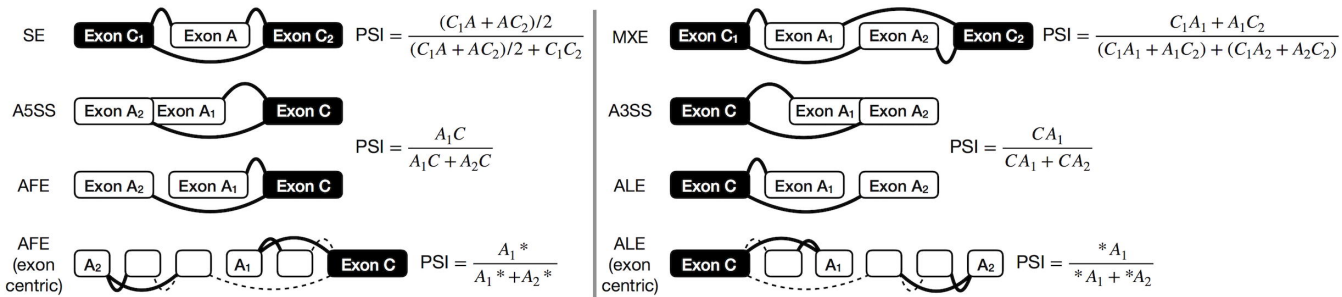 SE Exon C₁ Exon A Exon C₂ PSI = (C₁A + AC₂)/2 / (C₁A + AC₂)/2 + C₁C₂
A5SS Exon A₂ Exon A₁ Exon C
PSI = A₁C / A₁C + A₂C
AFE Exon A₂ Exon A₁ Exon C
AFE
(exon
centric)
A₂ A₁ Exon C PSI = A₁* / A₁*+A₂*
MXE Exon C₁ Exon A₁ Exon A₂ Exon C₂ PSI = C₁A₁ + A₁C₂ / (C₁A₁ + A₁C₂) + (C₁A₂ + A₂C₂)
A3SS Exon C Exon A₁ Exon A₂
PSI = CA₁ / CA₁ + CA₂
ALE Exon C Exon A₁ Exon A₂
ALE
(exon
centric)
Exon C A₁ A₂ PSI = *A₁ / *A₁ + *A₂